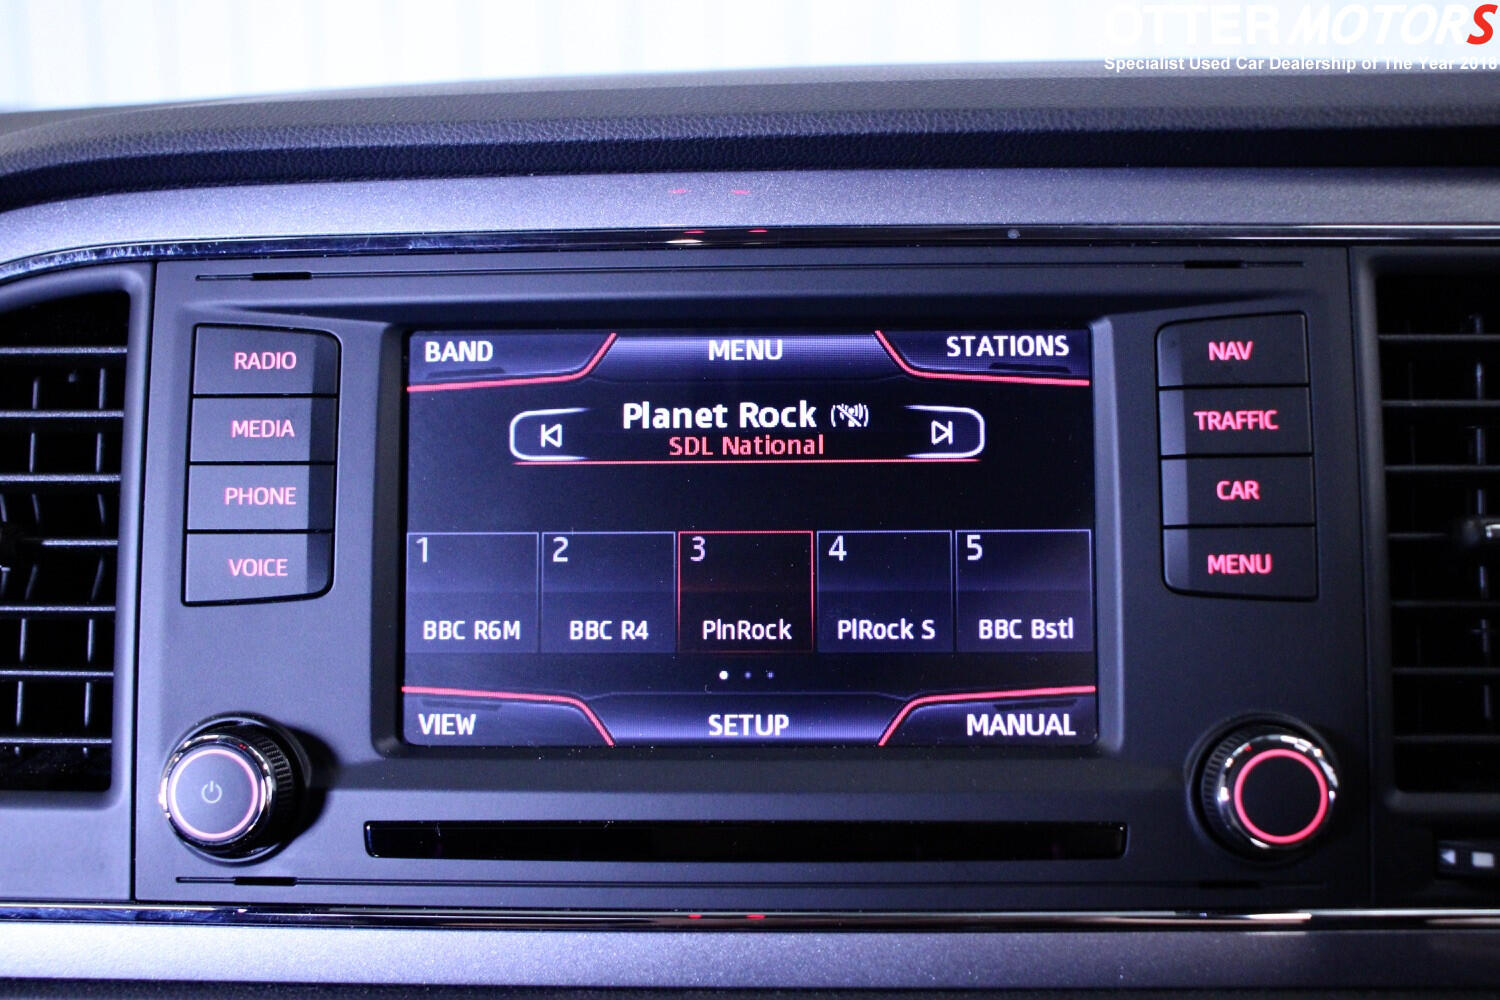 OTTER MOTORS
Specialist Used Car Dealership of The Year 2018
RADIO
MEDIA
PHONE
VOICE
BAND
MENU
STATIONS
Planet Rock
SDL National
1
2
3
4
5
BBC R6M
BBC R4
PlnRock
PlRock S
BBC Bstl
VIEW
SETUP
MANUAL
NAV
TRAFFIC
CAR
MENU